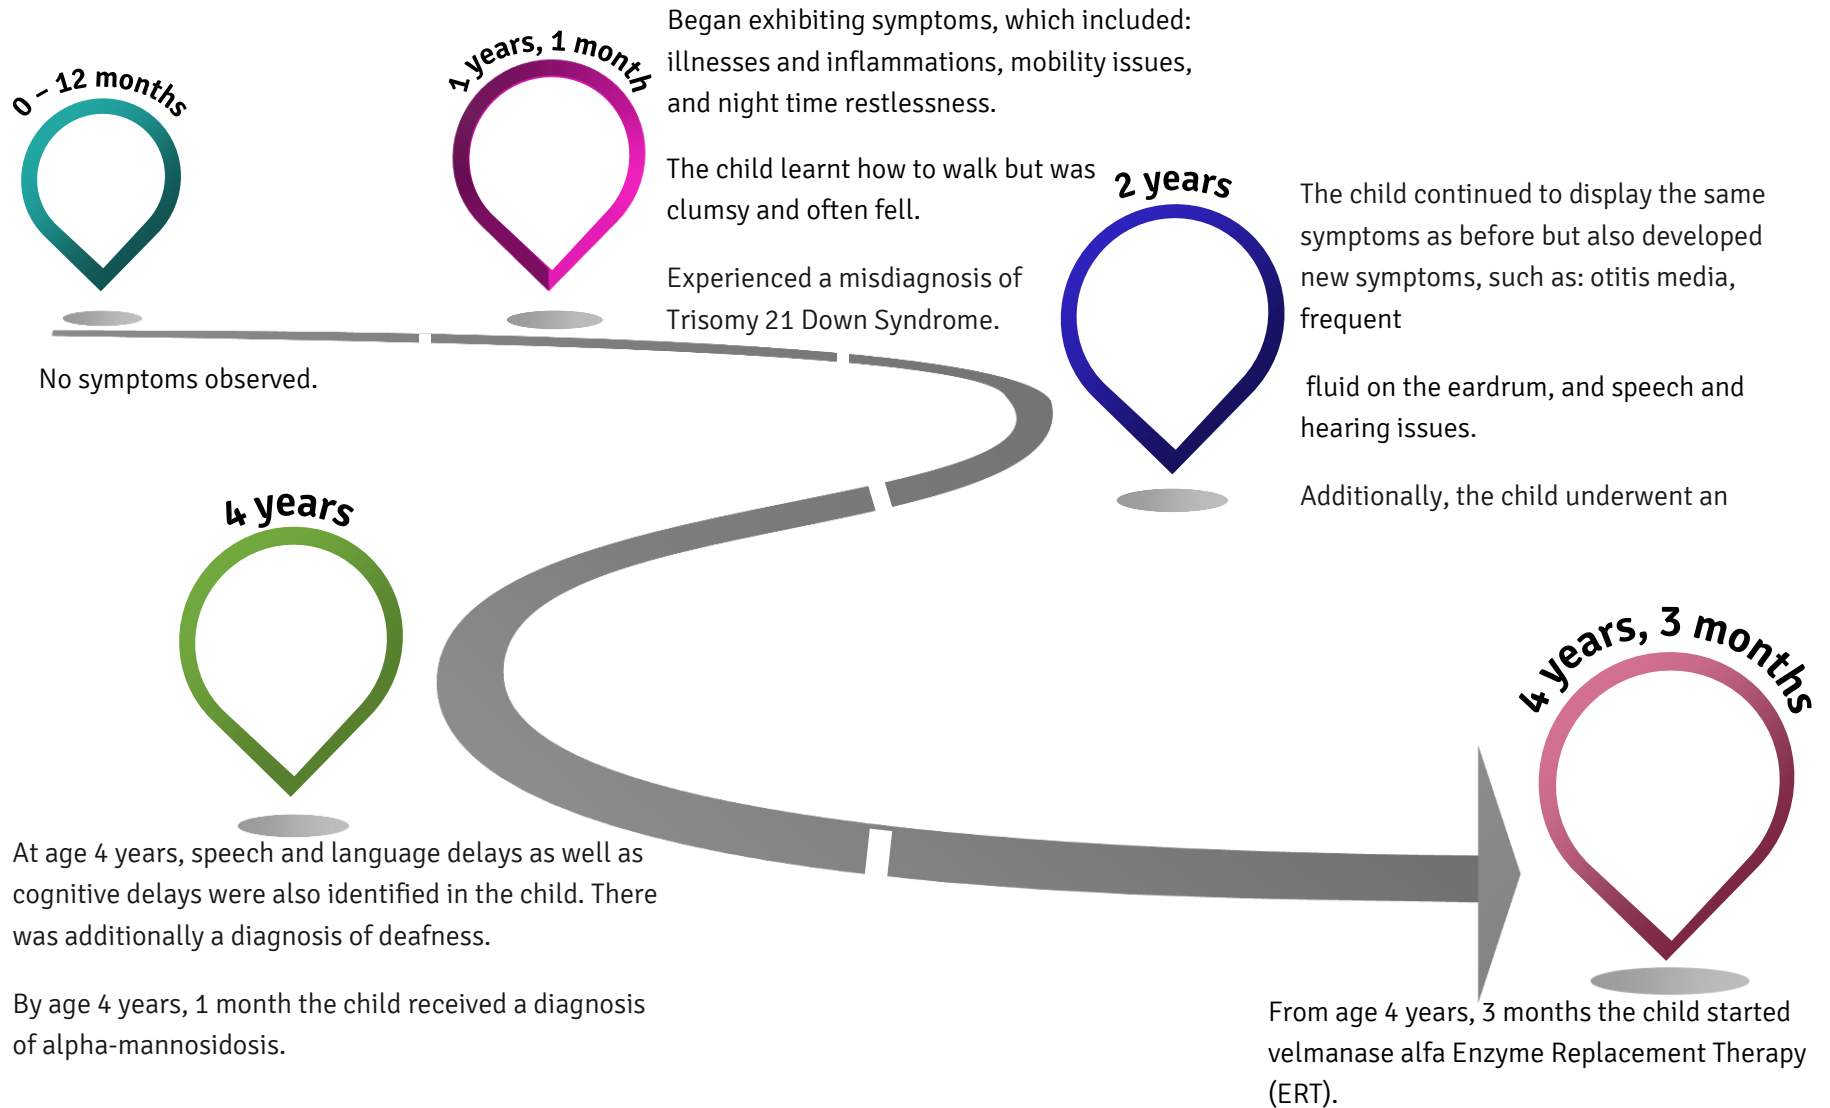 0 – 12 months
No symptoms observed.
1 years, 1 month
Began exhibiting symptoms, which included:
illnesses and inflammations, mobility issues,
and night time restlessness.
The child learnt how to walk but was
clumsy and often fell.
Experienced a misdiagnosis of
Trisomy 21 Down Syndrome.
2 years
The child continued to display the same
symptoms as before but also developed
new symptoms, such as: otitis media,
frequent
fluid on the eardrum, and speech and
hearing issues.
Additionally, the child underwent an
4 years
At age 4 years, speech and language delays as well as
cognitive delays were also identified in the child. There
was additionally a diagnosis of deafness.
By age 4 years, 1 month the child received a diagnosis
of alpha-mannosidosis.
4 years, 3 months
From age 4 years, 3 months the child started
velmanase alfa Enzyme Replacement Therapy
(ERT).